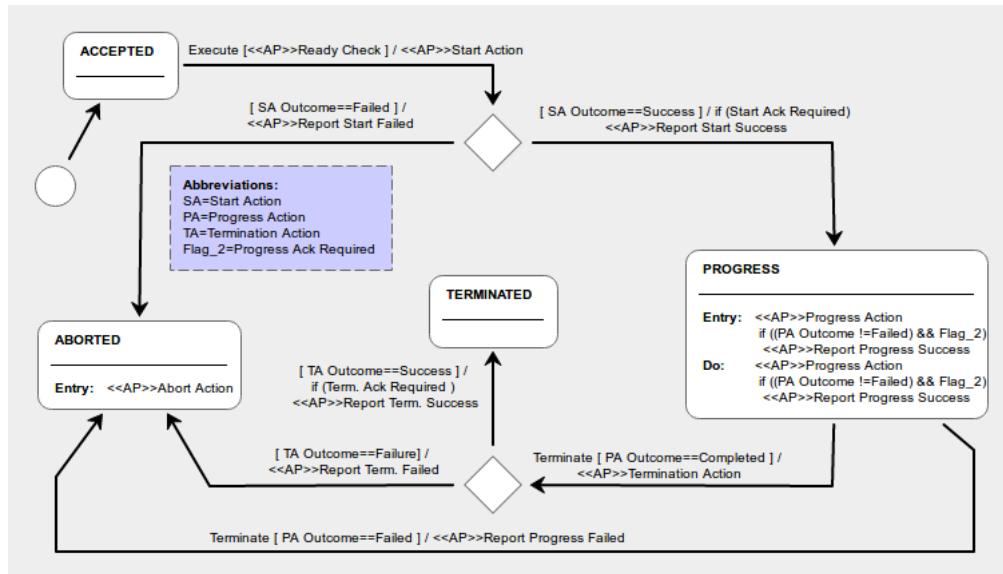 ACCEPTED
Execute [<<AP>>Ready Check ] / <<AP>>Start Action
[ SA Outcome==Failed ] /
<<AP>>Report Start Failed
[ SA Outcome==Success ] / if (Start Ack Required)
<<AP>>Report Start Success
Abbreviations:
SA=Start Action
PA=Progress Action
TA=Termination Action
Flag_2=Progress Ack Required
TERMINATED
PROGRESS
Entry: <<AP>>Progress Action
if ((PA Outcome !=Failed) && Flag_2)
<<AP>>Report Progress Success
Do: <<AP>>Progress Action
if ((PA Outcome !=Failed) && Flag_2)
<<AP>>Report Progress Success
ABORTED
Entry: <<AP>>Abort Action
[ TA Outcome==Success ] /
if (Term. Ack Required )
<<AP>>Report Term. Success
[ TA Outcome==Failure] /
<<AP>>Report Term. Failed
Terminate [ PA Outcome==Completed ] /
<<AP>>Termination Action
Terminate [ PA Outcome==Failed ] / <<AP>>Report Progress Failed